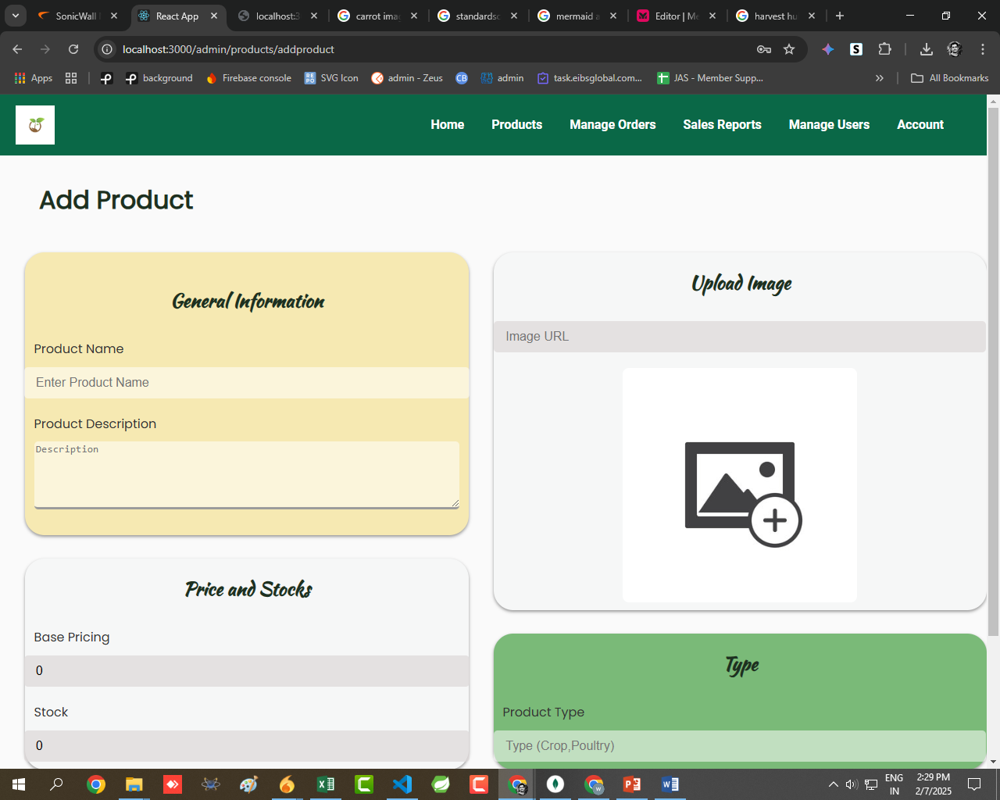 SonicWall
React App
localhost:3
carrot ima
standards
mermaid a
Editor | Me
harvest hu
localhost:3000/admin/products/addproduct
Apps
background
Firebase console
REPO
SVG Icon
admin - Zeus
CB
admin
task.eibsglobal.com...
JAS - Member Supp...
All Bookmarks
Home
Products
Manage Orders
Sales Reports
Manage Users
Account
Add Product
General Information
Product Name
Enter Product Name
Product Description
Description
Price and Stocks
Base Pricing
0
Stock
0
Upload Image
Image URL
Type
Product Type
Type (Crop,Poultry)
ENG
IN
2:29 PM
2/7/2025